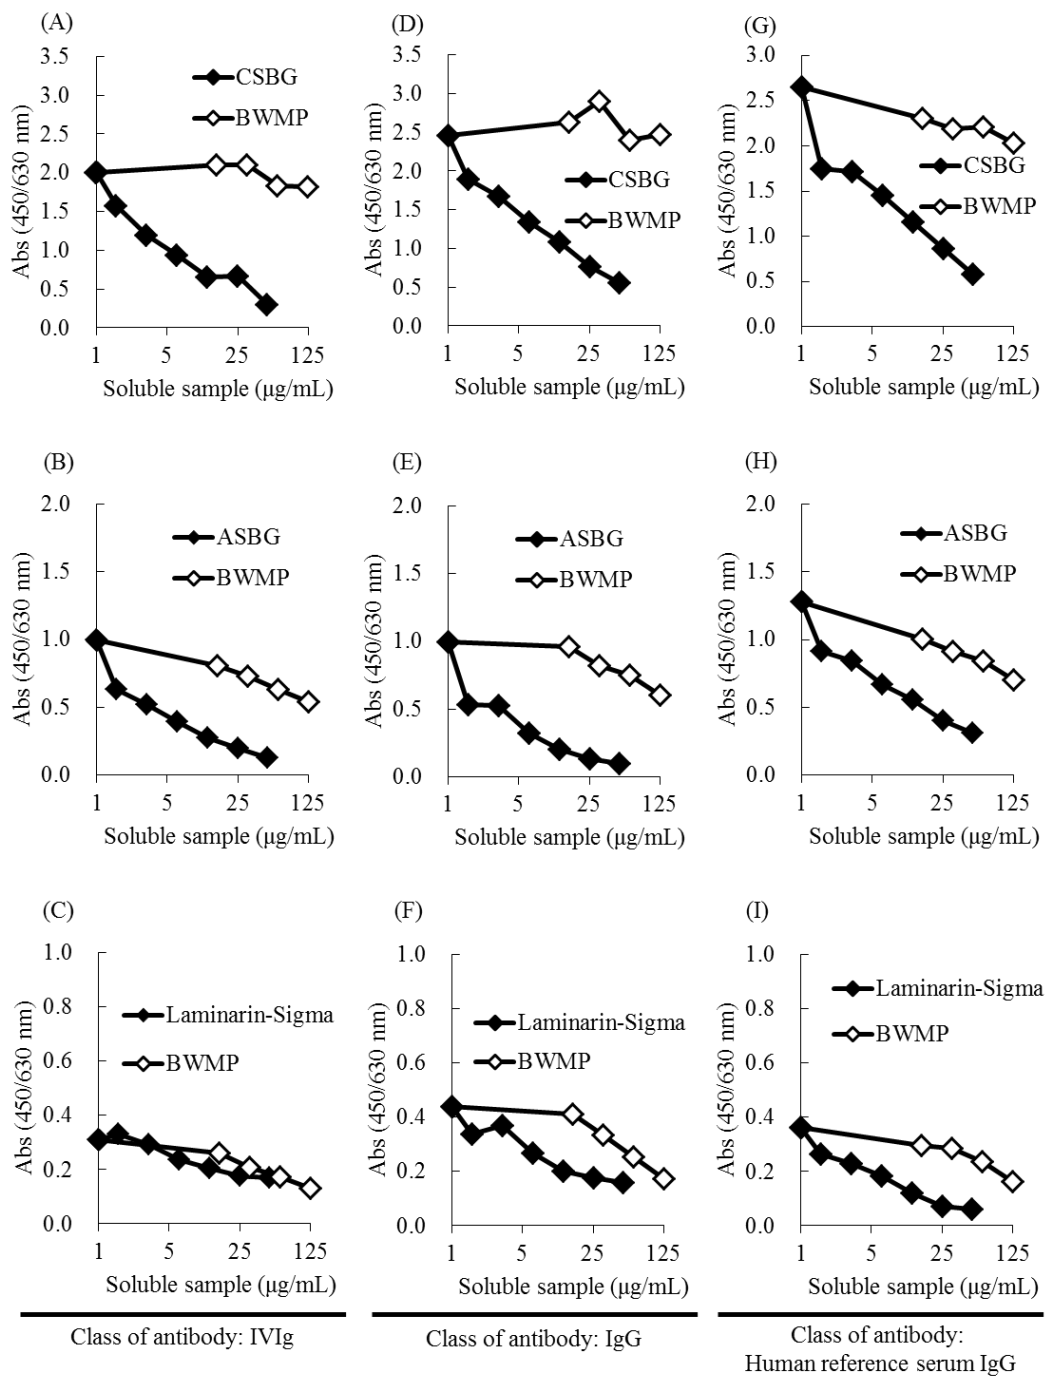 (A)
Abs (450/630 nm)
3.5
3.0
2.5
2.0
1.5
1.0
0.5
0.0
CSBG
BWMP
1 5 25 125
Soluble sample (μg/mL)
(D)
Abs (450/630 nm)
3.5
3.0
2.5
2.0
1.5
1.0
0.5
0.0
CSBG
BWMP
1 5 25 125
Soluble sample (μg/mL)
(G)
Abs (450/630 nm)
3.0
2.5
2.0
1.5
1.0
0.5
0.0
CSBG
BWMP
1 5 25 125
Soluble sample (μg/mL)
(B)
Abs (450/630 nm)
2.0
1.5
1.0
0.5
0.0
ASBG
BWMP
1 5 25 125
Soluble sample (μg/mL)
(E)
Abs (450/630 nm)
2.0
1.5
1.0
0.5
0.0
ASBG
BWMP
1 5 25 125
Soluble sample (μg/mL)
(H)
Abs (450/630 nm)
2.0
1.5
1.0
0.5
0.0
ASBG
BWMP
1 5 25 125
Soluble sample (μg/mL)
(C)
Abs (450/630 nm)
1.0
0.8
0.6
0.4
0.2
0.0
Laminarin-Sigma
BWMP
1 5 25 125
Soluble sample (μg/mL)
(F)
Abs (450/630 nm)
1.0
0.8
0.6
0.4
0.2
0.0
Laminarin-Sigma
BWMP
1 5 25 125
Soluble sample (μg/mL)
(I)
Abs (450/630 nm)
1.0
0.8
0.6
0.4
0.2
0.0
Laminarin-Sigma
BWMP
1 5 25 125
Soluble sample (μg/mL)
Class of antibody: IVIg
Class of antibody: IgG
Class of antibody:
Human reference serum IgG